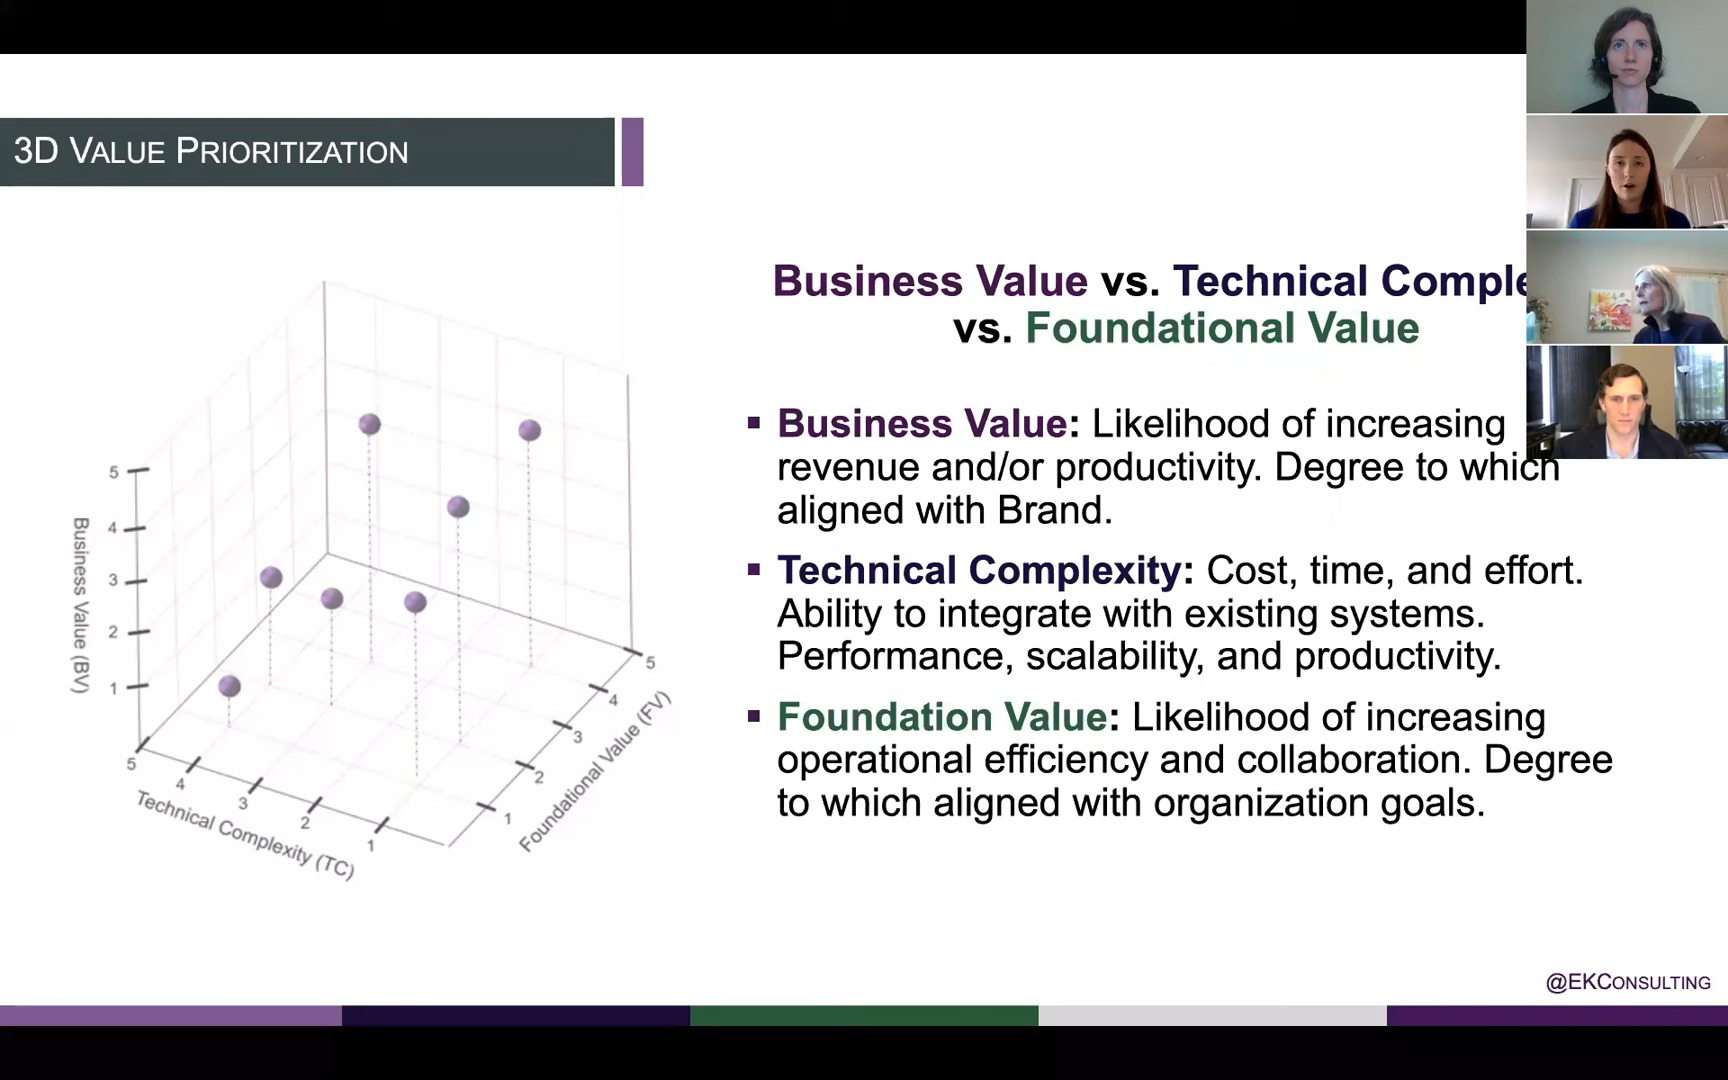 3D VALUE PRIORITIZATION
Business Value vs. Technical Comple
vs. Foundational Value
▪ Business Value: Likelihood of increasing
revenue and/or productivity. Degree to which
aligned with Brand.
▪ Technical Complexity: Cost, time, and effort.
Ability to integrate with existing systems.
Performance, scalability, and productivity.
▪ Foundation Value: Likelihood of increasing
operational efficiency and collaboration. Degree
to which aligned with organization goals.
Business Value (BV)
5
4
3
2
1
Technical Complexity (TC)
5
4
3
2
1
Foundational Value (FV)
1
2
3
4
5
@EKCONSULTING